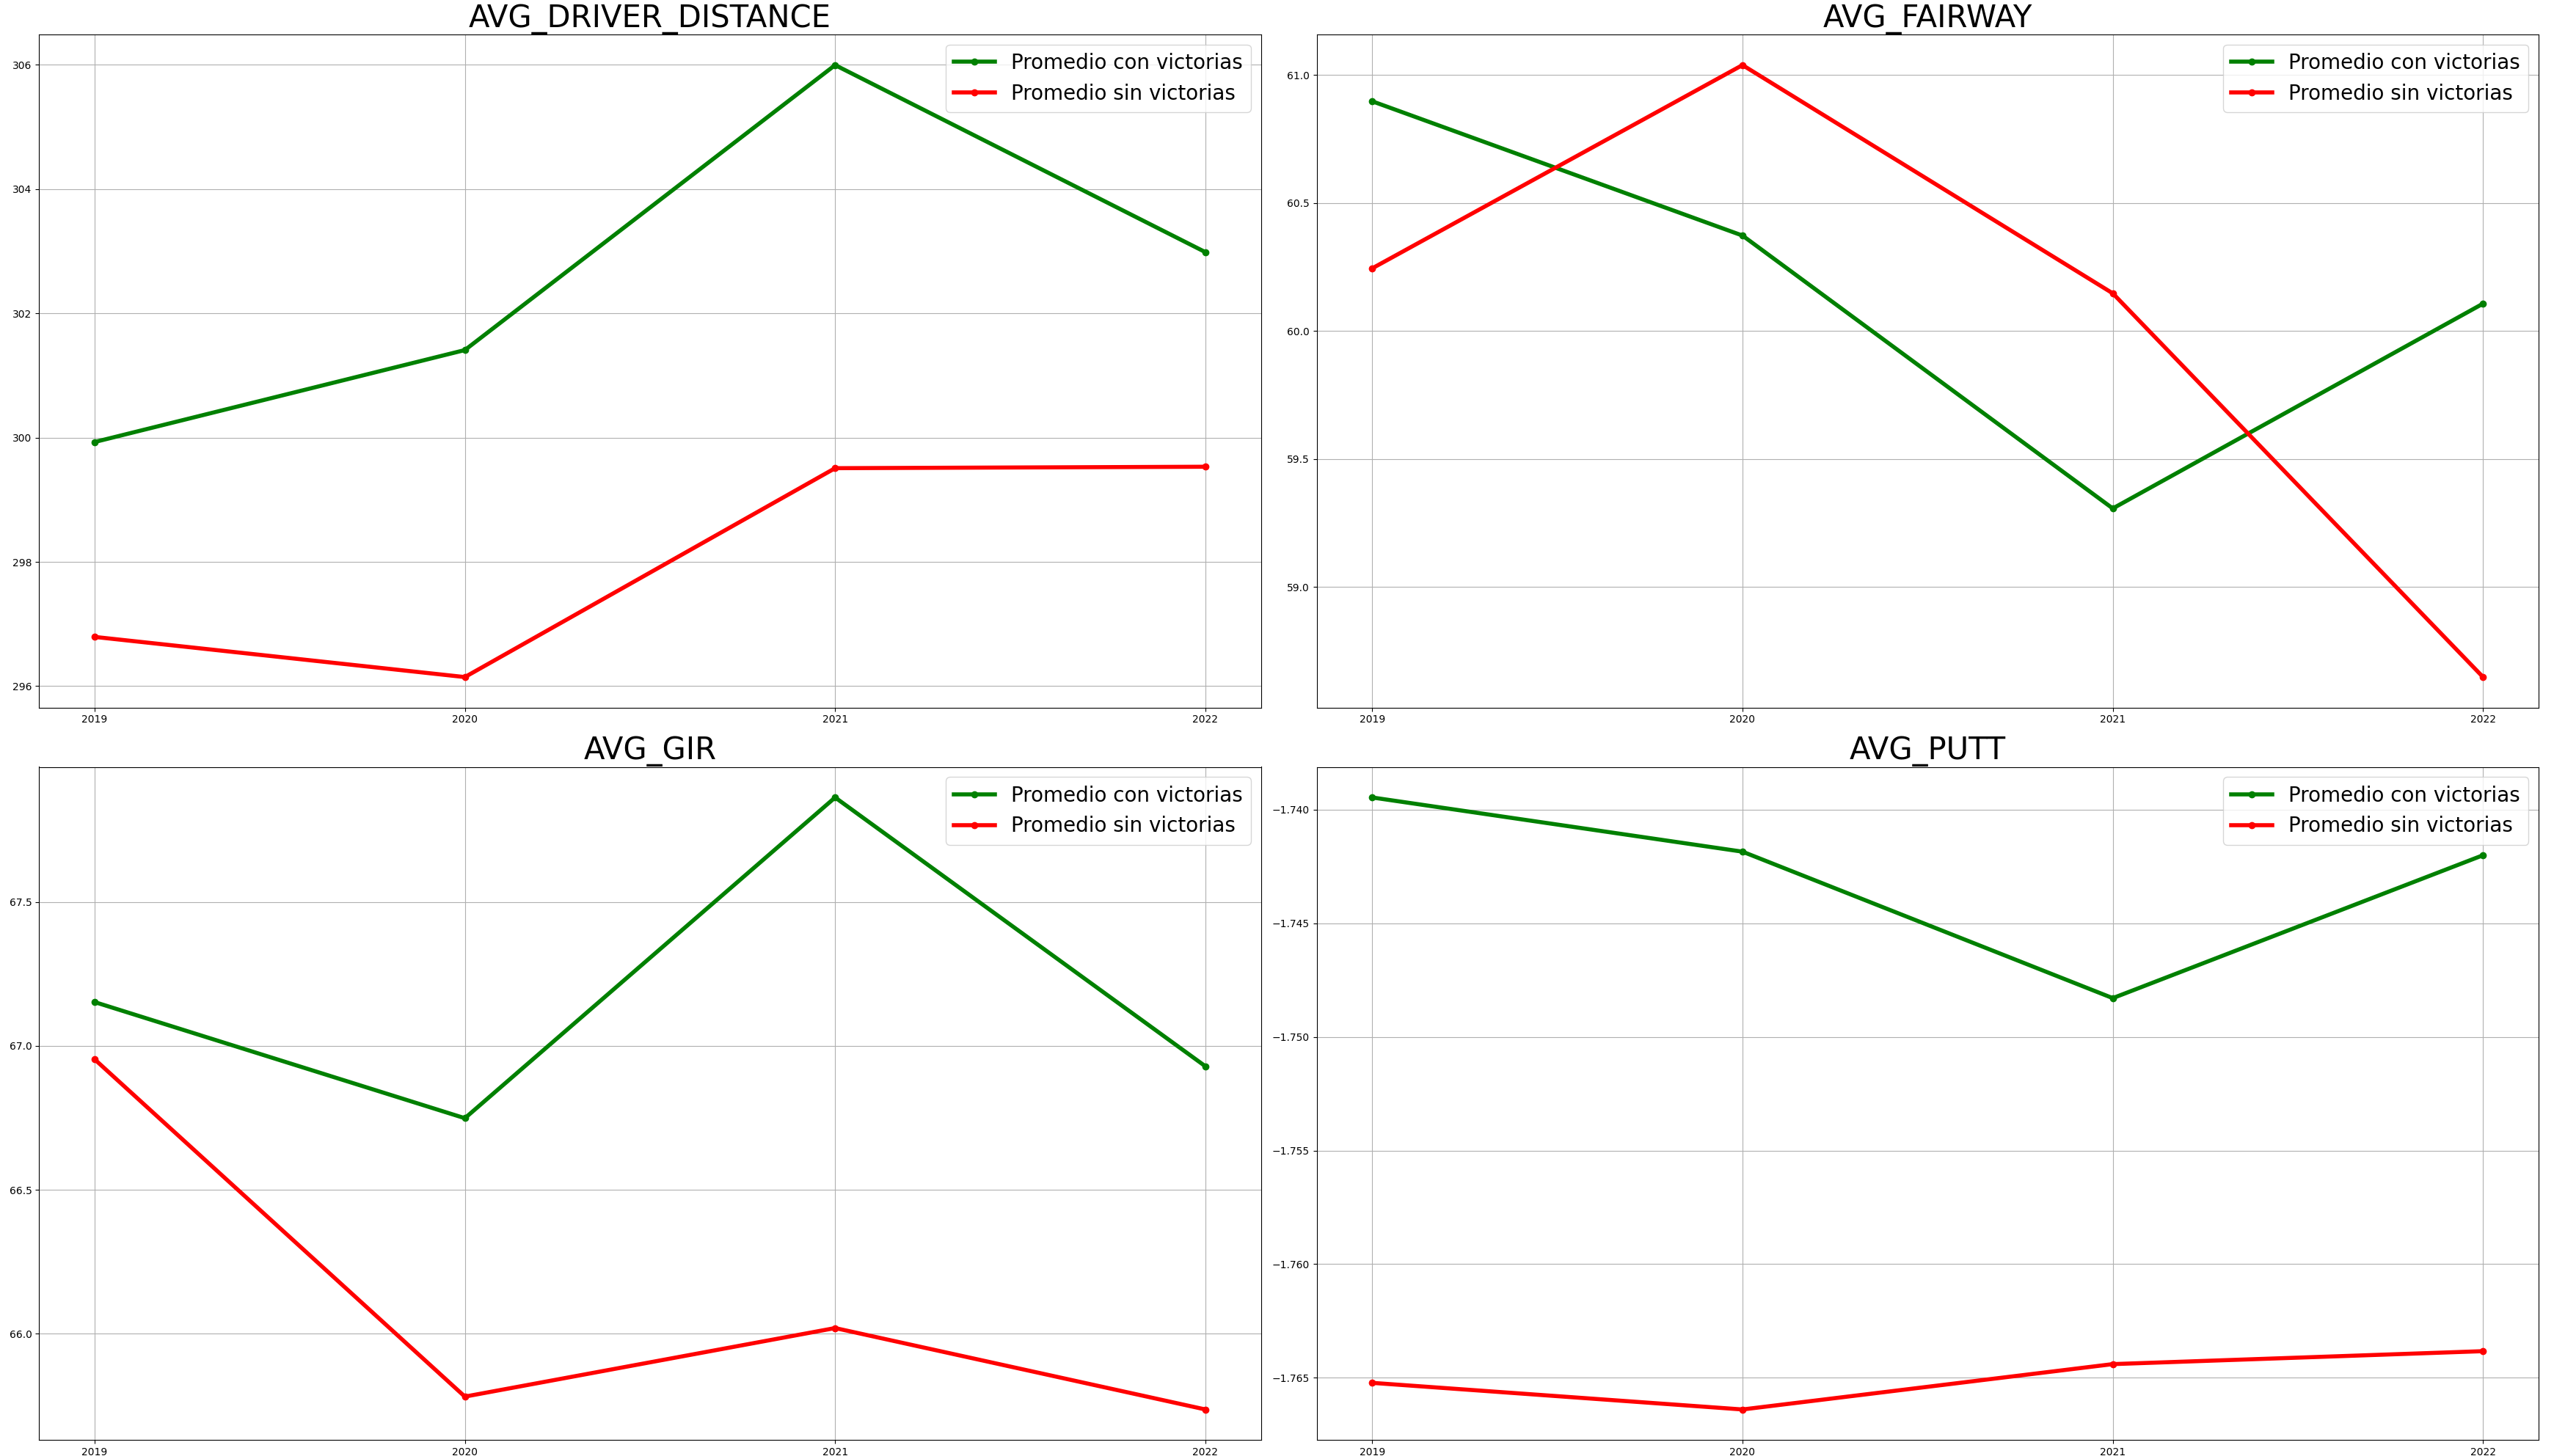 AVG_DRIVER_DISTANCE
Promedio con victorias
Promedio sin victorias
306
304
302
300
298
296
2019 2020 2021 2022
AVG_FAIRWAY
Promedio con victorias
Promedio sin victorias
61.0
60.5
60.0
59.5
59.0
2019 2020 2021 2022
AVG_GIR
Promedio con victorias
Promedio sin victorias
67.5
67.0
66.5
66.0
2019 2020 2021 2022
AVG_PUTT
Promedio con victorias
Promedio sin victorias
−1.740
−1.745
−1.750
−1.755
−1.760
−1.765
2019 2020 2021 2022